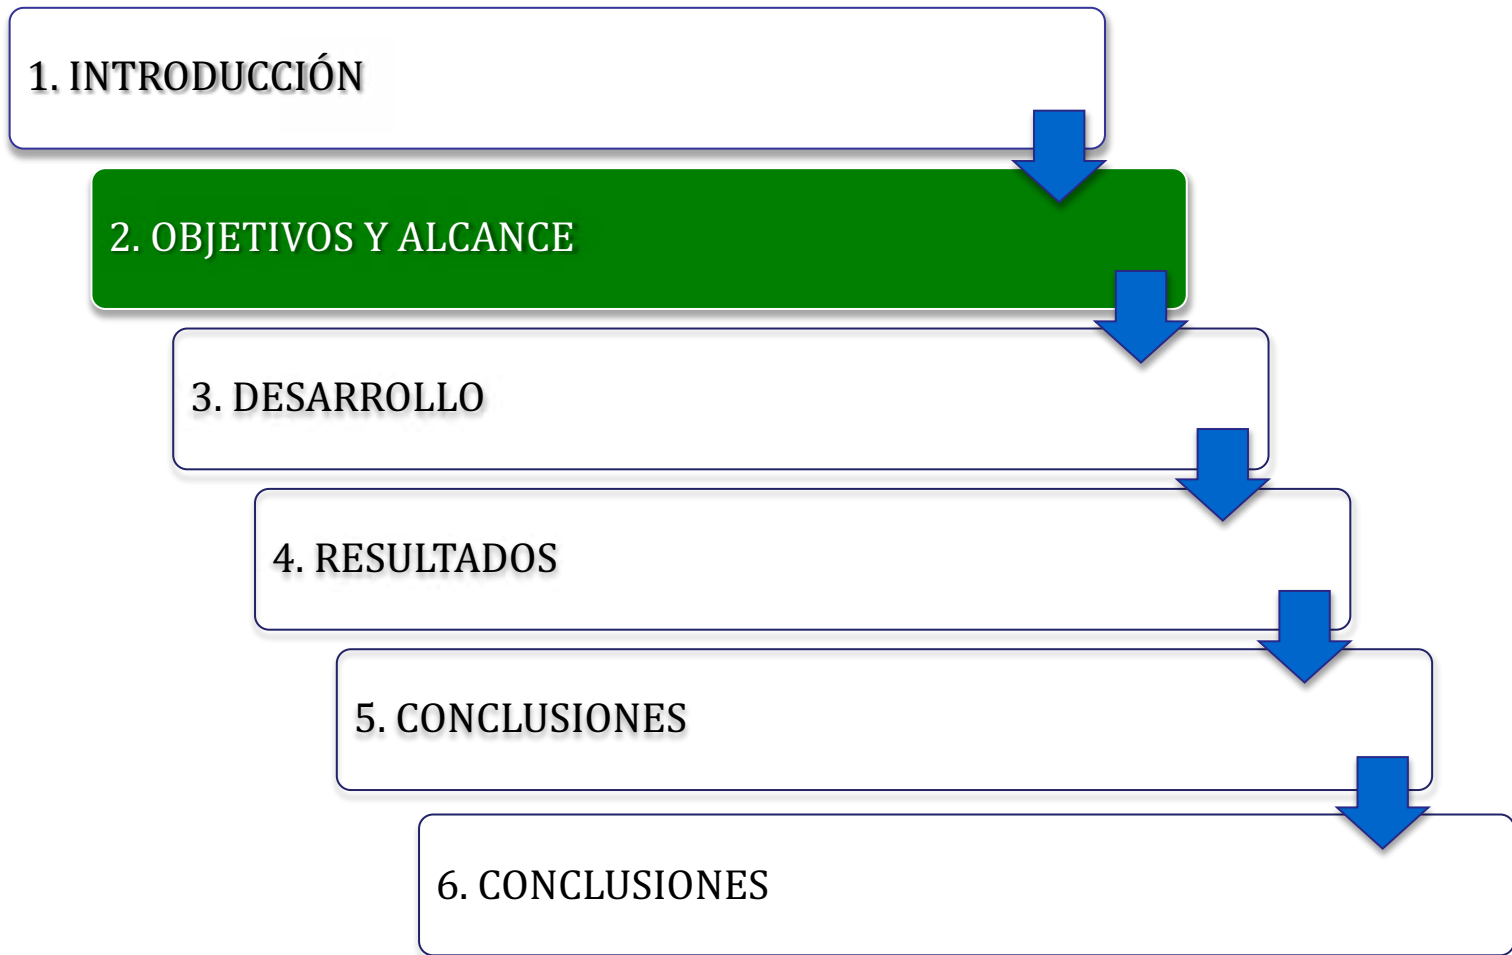 1. INTRODUCCIÓN
2. OBJETIVOS Y ALCANCE
3. DESARROLLO
4. RESULTADOS
5. CONCLUSIONES
6. CONCLUSIONES